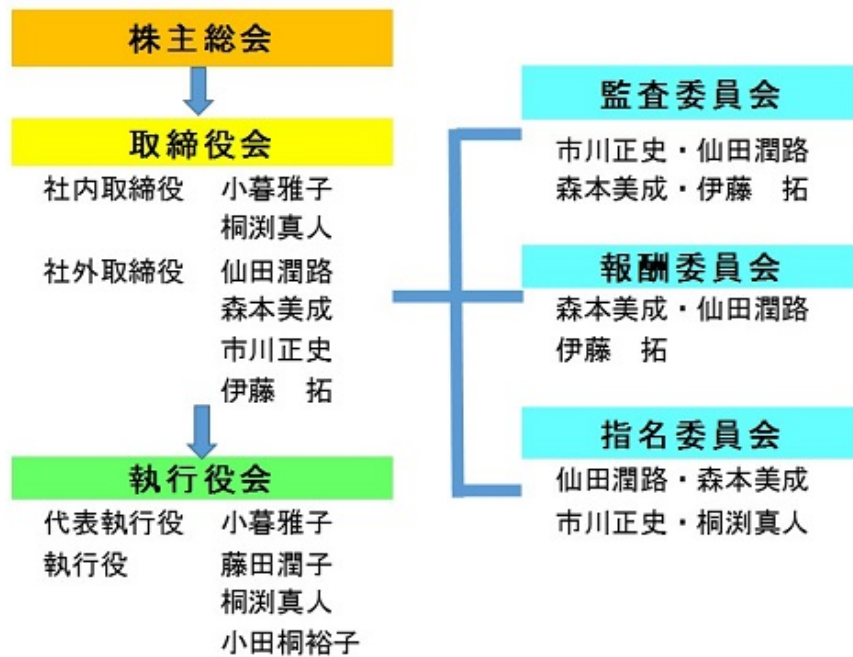 株主総会
取締役会
社内取締役 小暮雅子
桐渕真人
社外取締役 仙田潤路
森本美成
市川正史
伊藤　拓
執行役会
代表執行役 小暮雅子
執行役 藤田潤子
桐渕真人
小田桐裕子
監査委員会
市川正史・仙田潤路
森本美成・伊藤　拓
報酬委員会
森本美成・仙田潤路
伊藤　拓
指名委員会
仙田潤路・森本美成
市川正史・桐渕真人